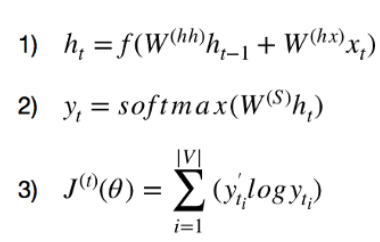 1) h_t = f(W^(hh) h_{t−1} + W^(hx) x_t)
2) y_t = softmax(W^(S) h_t)
3) J^(t)(θ) = ∑_{i=1}^{|V|} (y'_{t_i} log y_{t_i})